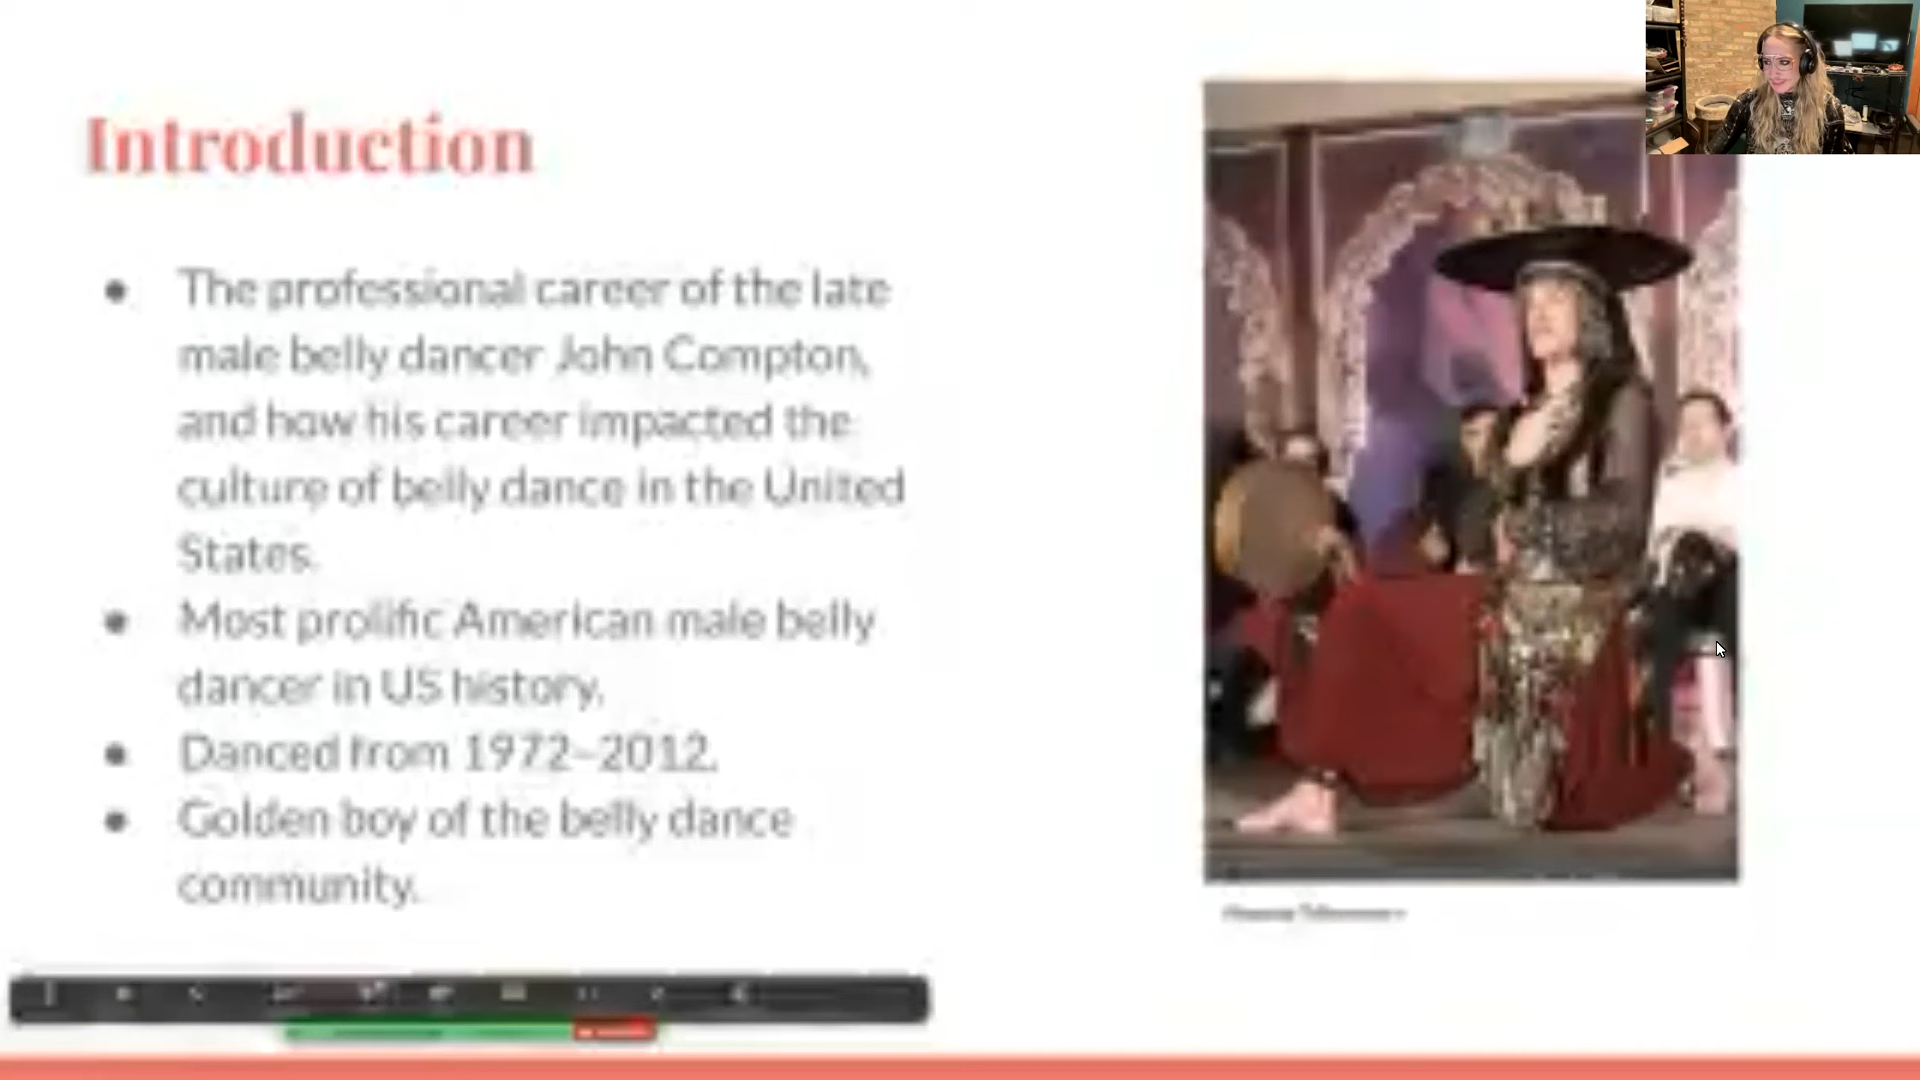 Introduction
The professional career of the late
male belly dancer John Compton,
and how his career impacted the
culture of belly dance in the United
States.
Most prolific American male belly
dancer in US history.
Danced from 1972–2012.
Golden boy of the belly dance
community.